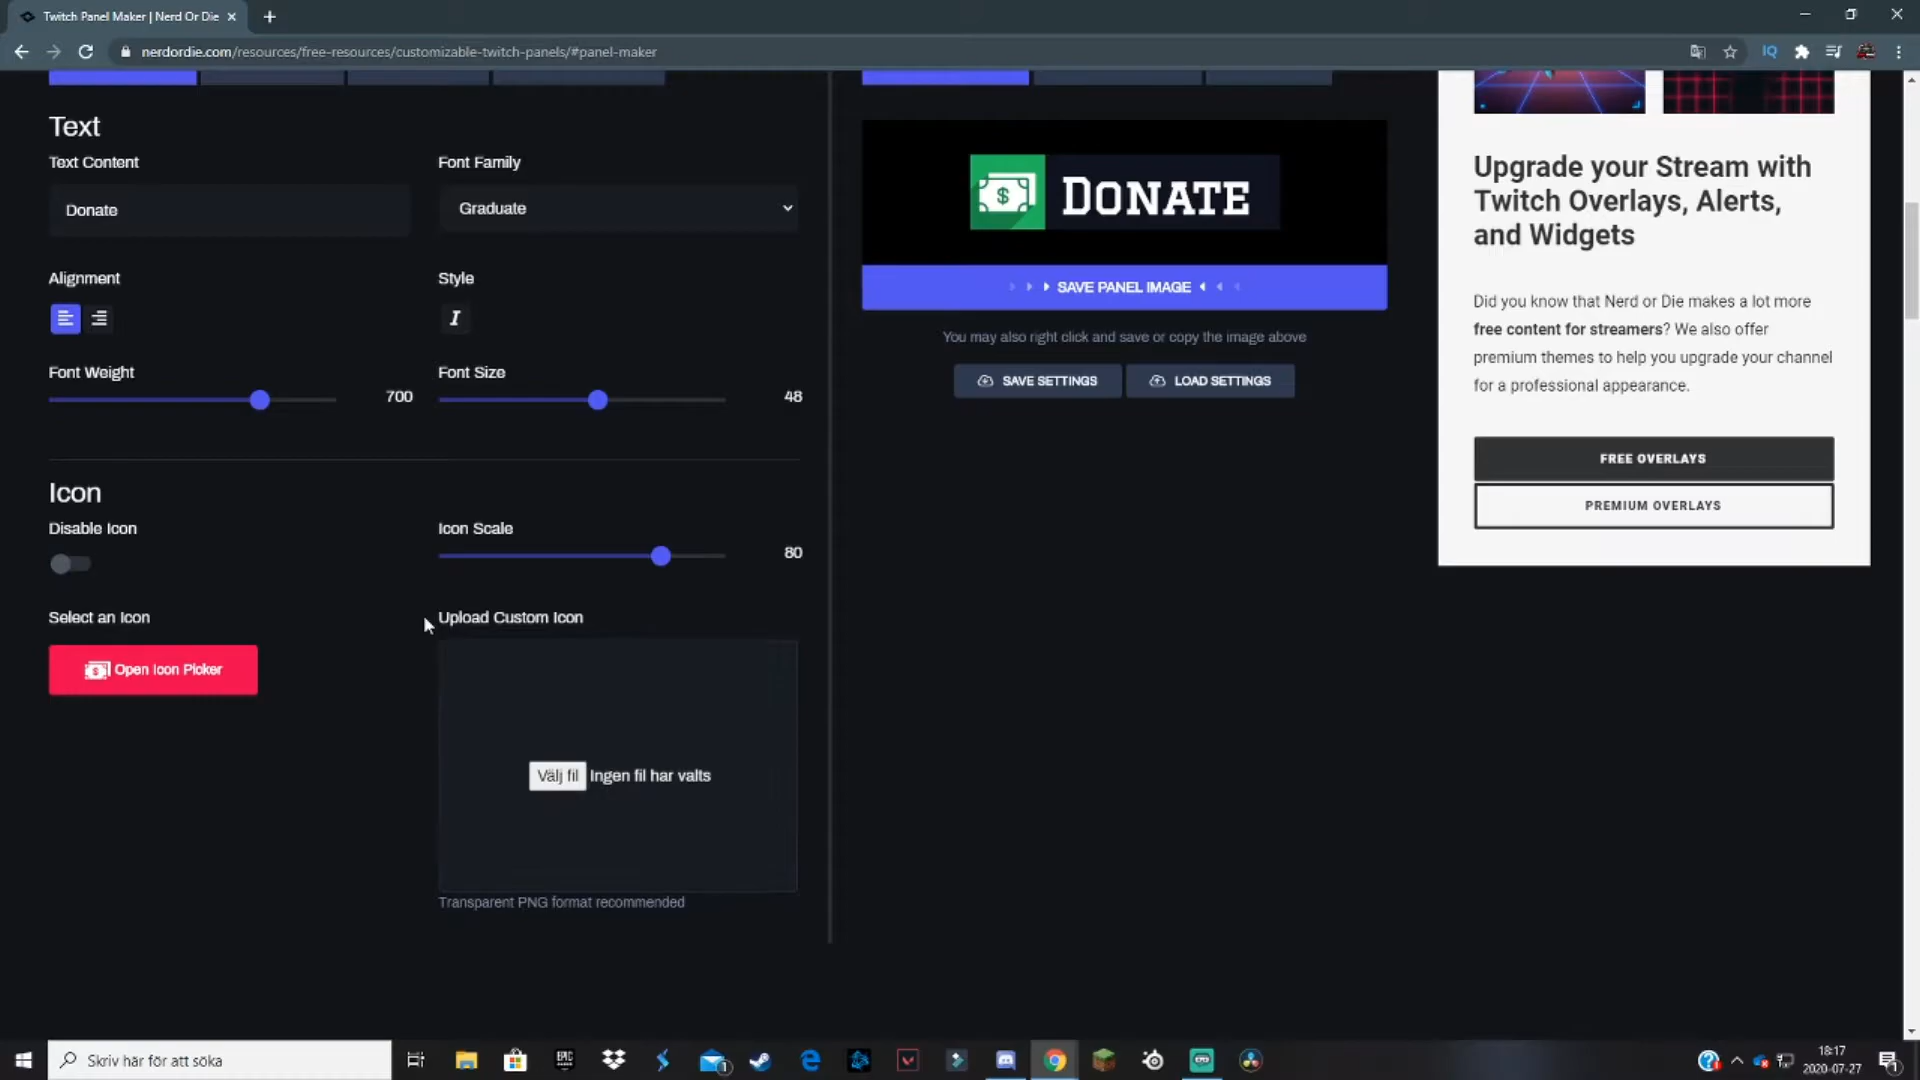 Twitch Panel Maker | Nerd Or Die
nerdordie.com/resources/free-resources/customizable-twitch-panels/#panel-maker
IQ
Text
Text Content
Font Family
Donate
Graduate
Alignment
Style
I
Font Weight
Font Size
700
48
Icon
Disable Icon
Icon Scale
80
Select an Icon
Upload Custom Icon
$ Open Icon Picker
Välj fil Ingen fil har valts
Transparent PNG format recommended
$ DONATE
SAVE PANEL IMAGE
You may also right click and save or copy the image above
SAVE SETTINGS
LOAD SETTINGS
Upgrade your Stream with
Twitch Overlays, Alerts,
and Widgets
Did you know that Nerd or Die makes a lot more
free content for streamers? We also offer
premium themes to help you upgrade your channel
for a professional appearance.
FREE OVERLAYS
PREMIUM OVERLAYS
Skriv här för att söka
EPIC GAMES
1
18:17
2020-07-27
1